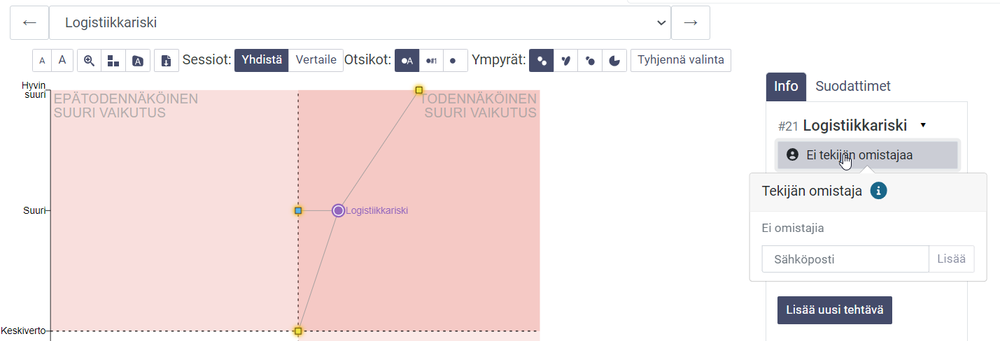 ← Logistiikkariski →
A A Sessiot: Yhdistä Vertaile Otsikot: A #1 Ympyrät: Tyhjennä valinta
Hyvin
suuri
EPÄTODENNÄKÖINEN
SUURI VAIKUTUS
TODENNÄKÖINEN
SUURI VAIKUTUS
Suuri
Logistiikkariski
Keskiverto
Info Suodattimet
#21 Logistiikkariski
Ei tekijän omistajaa
Tekijän omistaja
Ei omistajia
Sähköposti Lisää
Lisää uusi tehtävä